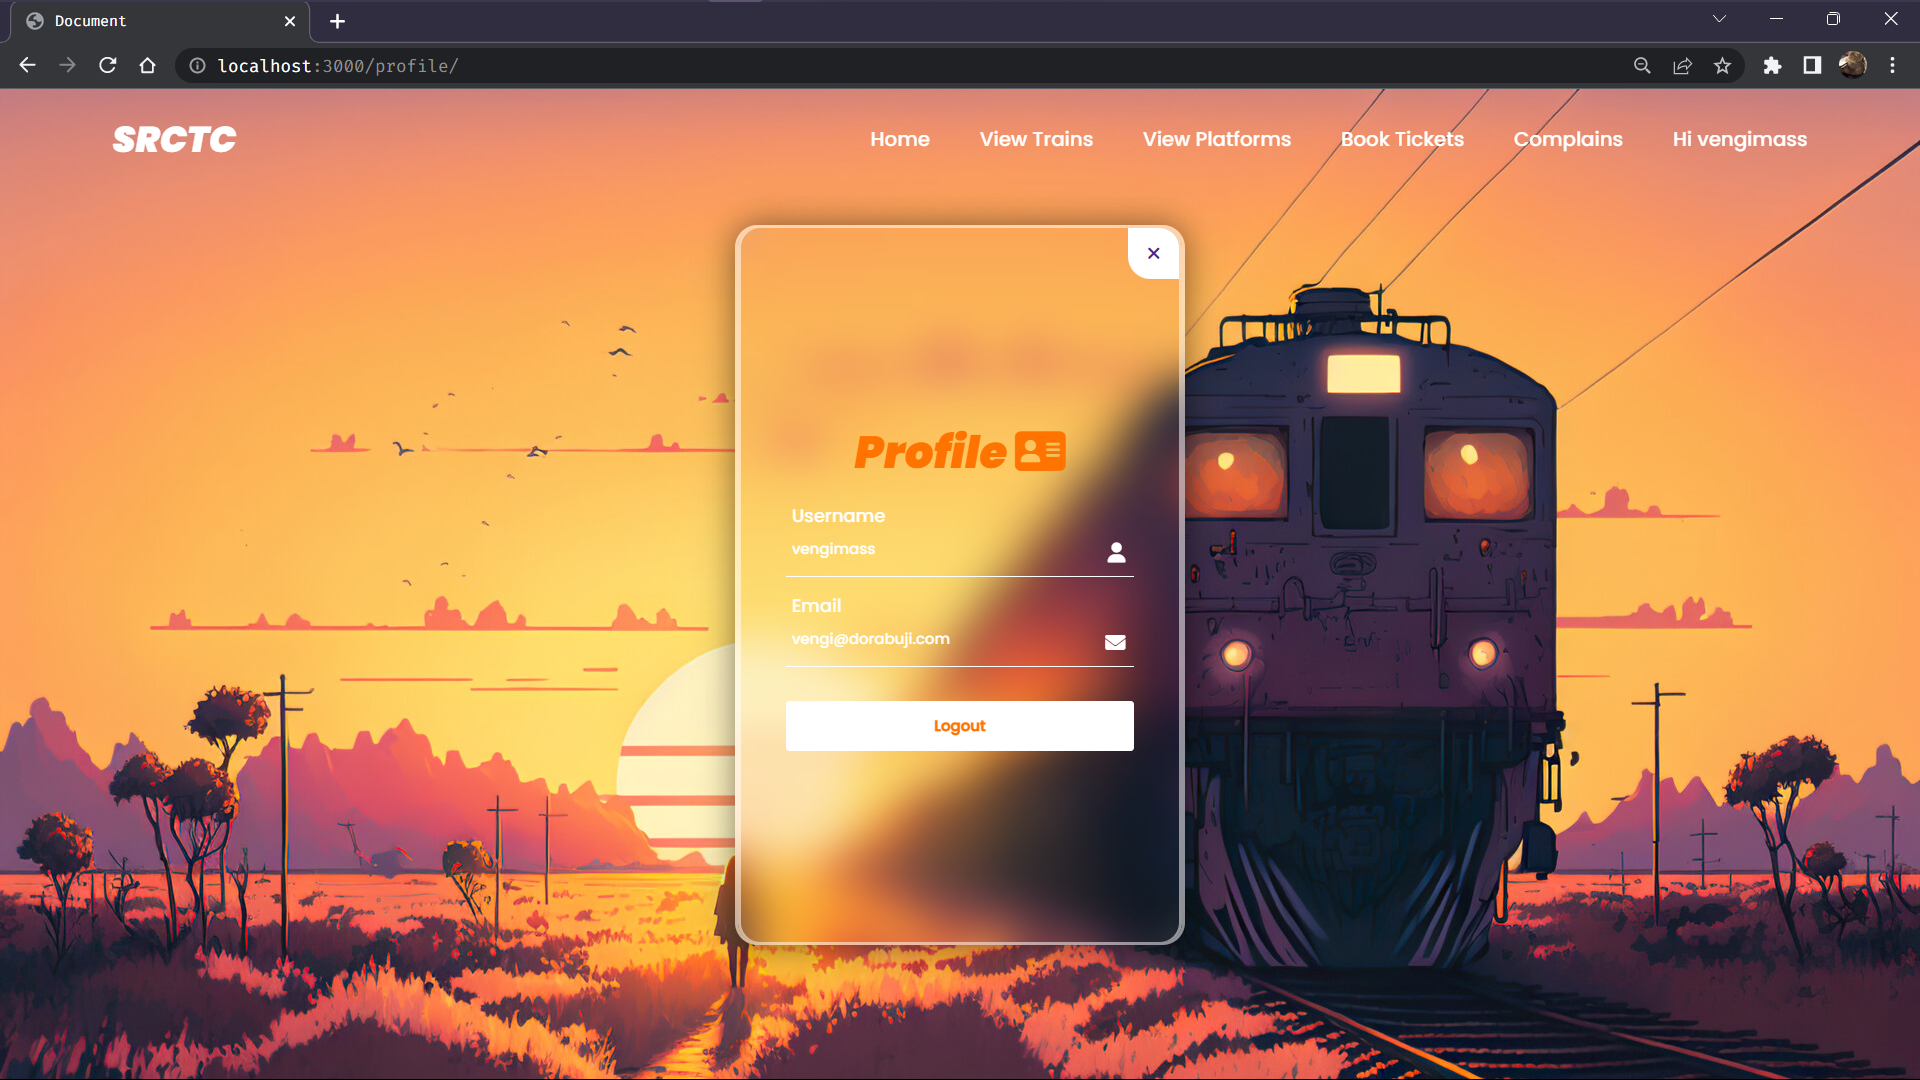 Document
localhost:3000/profile/
SRCTC
Home
View Trains
View Platforms
Book Tickets
Complains
Hi vengimass
Profile
Username
vengimass
Email
vengi@dorabuji.com
Logout